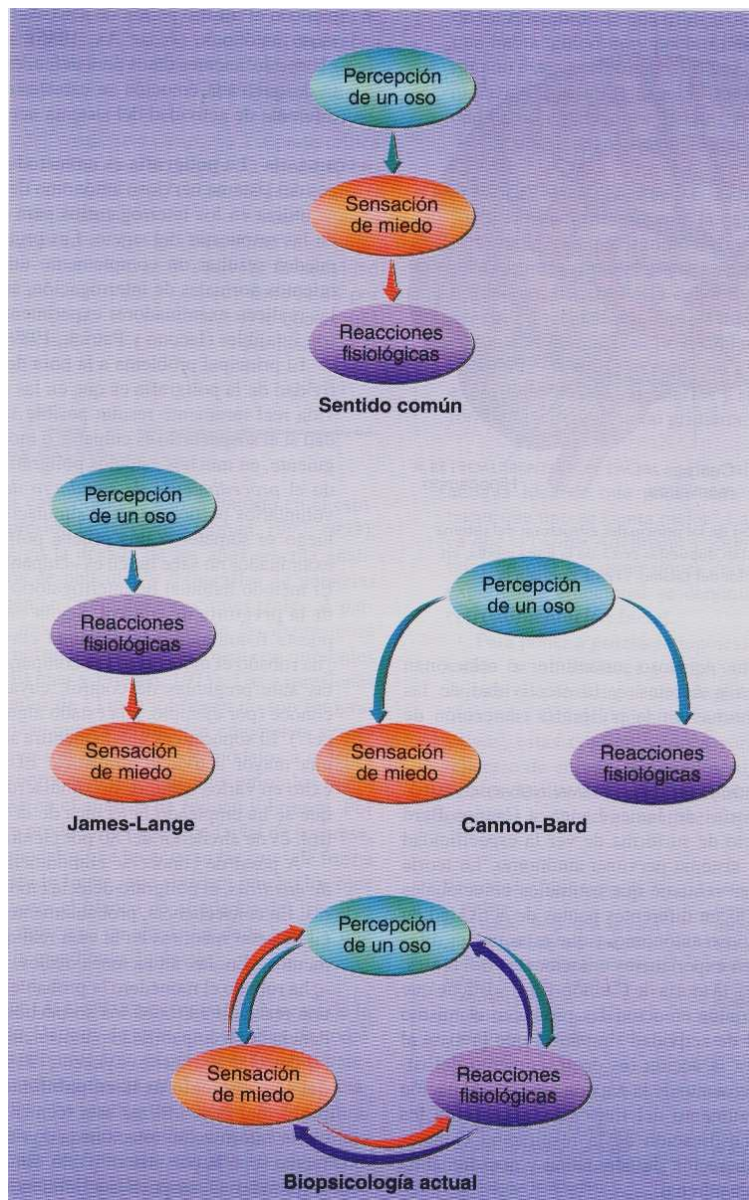 Percepción
de un oso
Sensación
de miedo
Reacciones
fisiológicas
Sentido común
Percepción
de un oso
Reacciones
fisiológicas
Sensación
de miedo
James-Lange
Percepción
de un oso
Sensación
de miedo
Reacciones
fisiológicas
Cannon-Bard
Percepción
de un oso
Sensación
de miedo
Reacciones
fisiológicas
Biopsicología actual